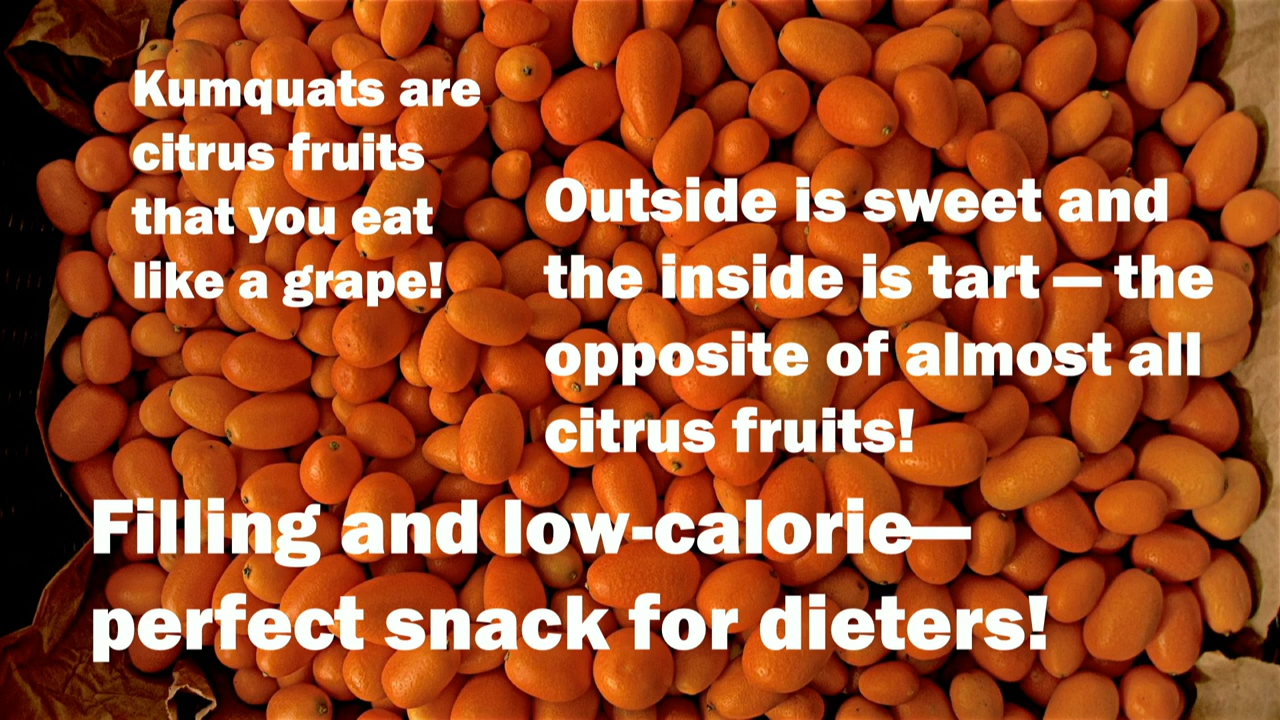 Kumquats are
citrus fruits
that you eat
like a grape!
Outside is sweet and
the inside is tart — the
opposite of almost all
citrus fruits!
Filling and low-calorie—
perfect snack for dieters!